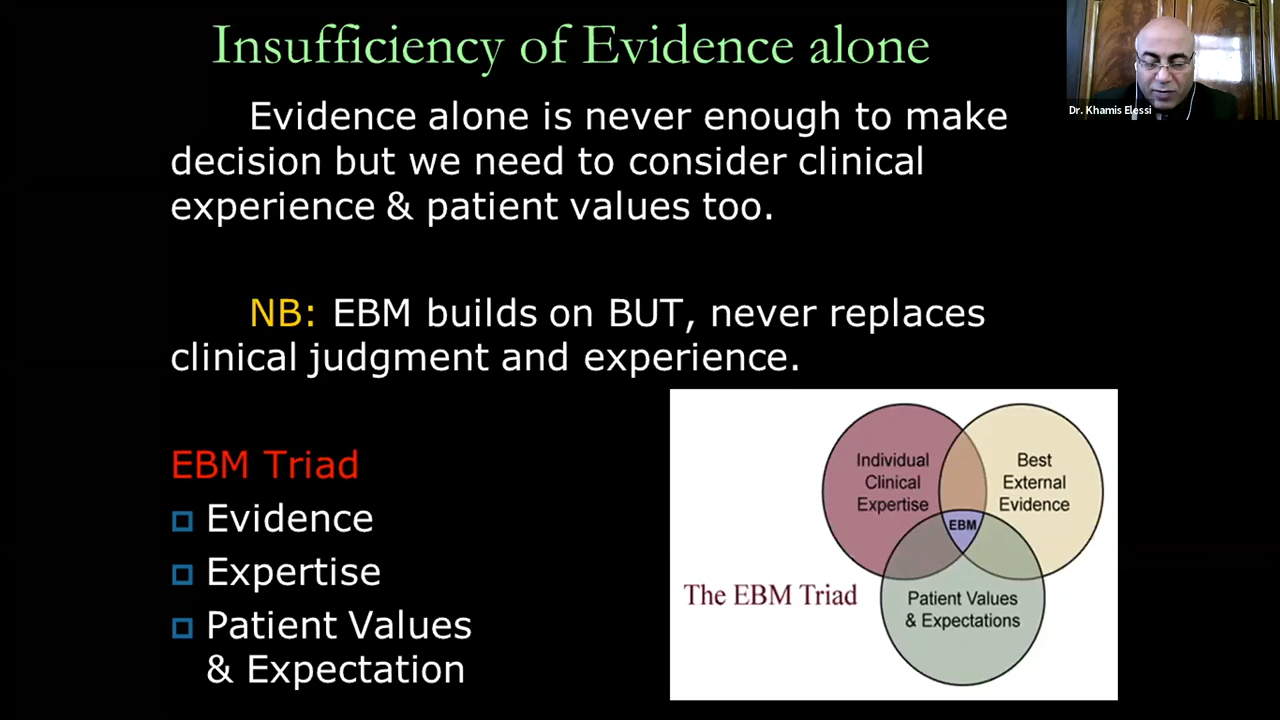 Insufficiency of Evidence alone
Dr. Khamis Elessi
Evidence alone is never enough to make
decision but we need to consider clinical
experience & patient values too.
NB: EBM builds on BUT, never replaces
clinical judgment and experience.
EBM Triad
Evidence
Expertise
Patient Values
& Expectation
Individual
Clinical
Expertise
Best
External
Evidence
EBM
The EBM Triad
Patient Values
& Expectations